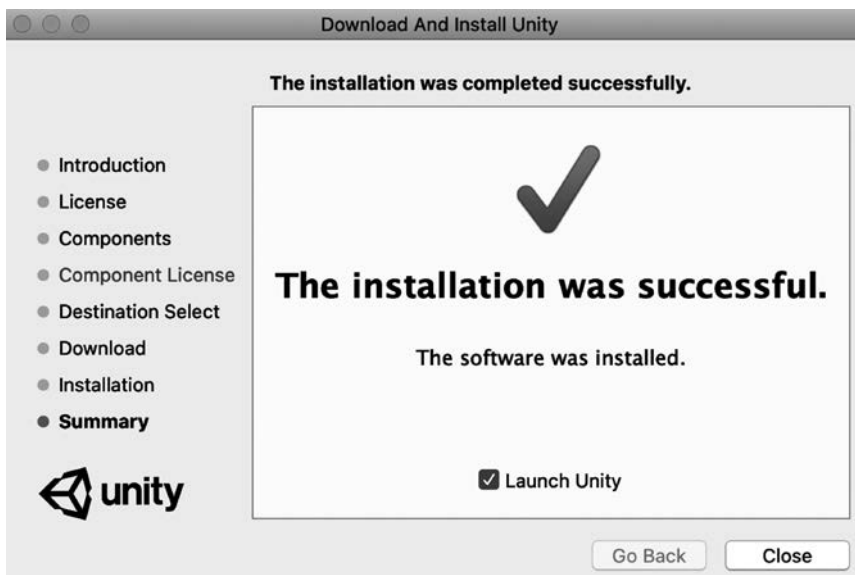 Download And Install Unity
The installation was completed successfully.
Introduction
License
Components
Component License
Destination Select
Download
Installation
Summary
unity
The installation was successful.
The software was installed.
Launch Unity
Go Back
Close